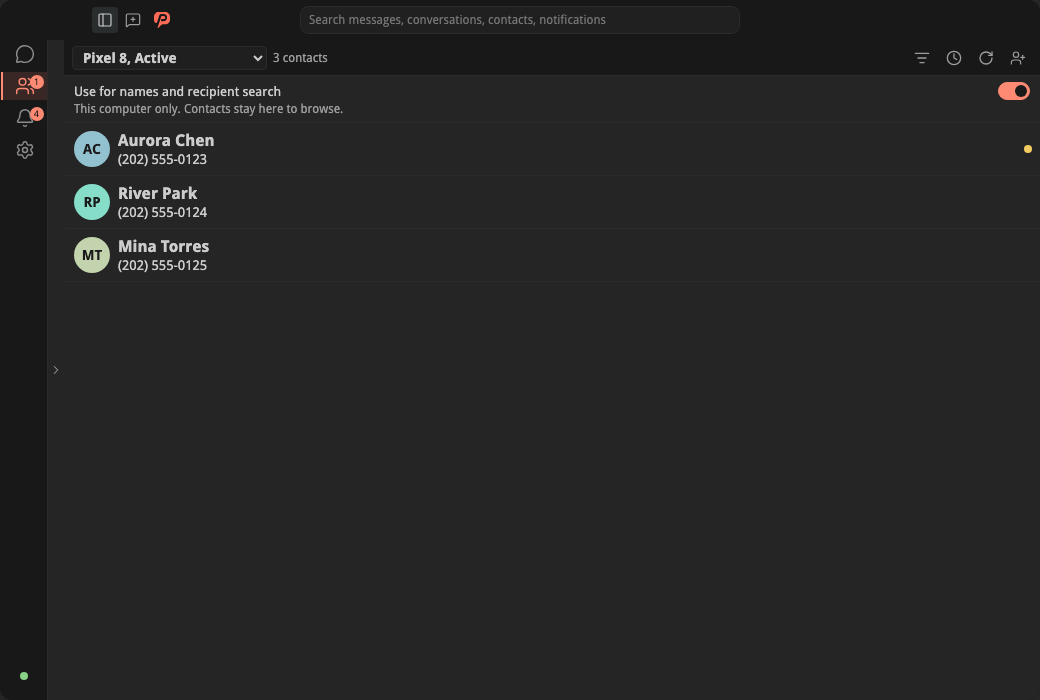 Search messages, conversations, contacts, notifications
Pixel 8, Active
3 contacts
1
4
Use for names and recipient search
This computer only. Contacts stay here to browse.
AC
Aurora Chen
(202) 555-0123
RP
River Park
(202) 555-0124
MT
Mina Torres
(202) 555-0125